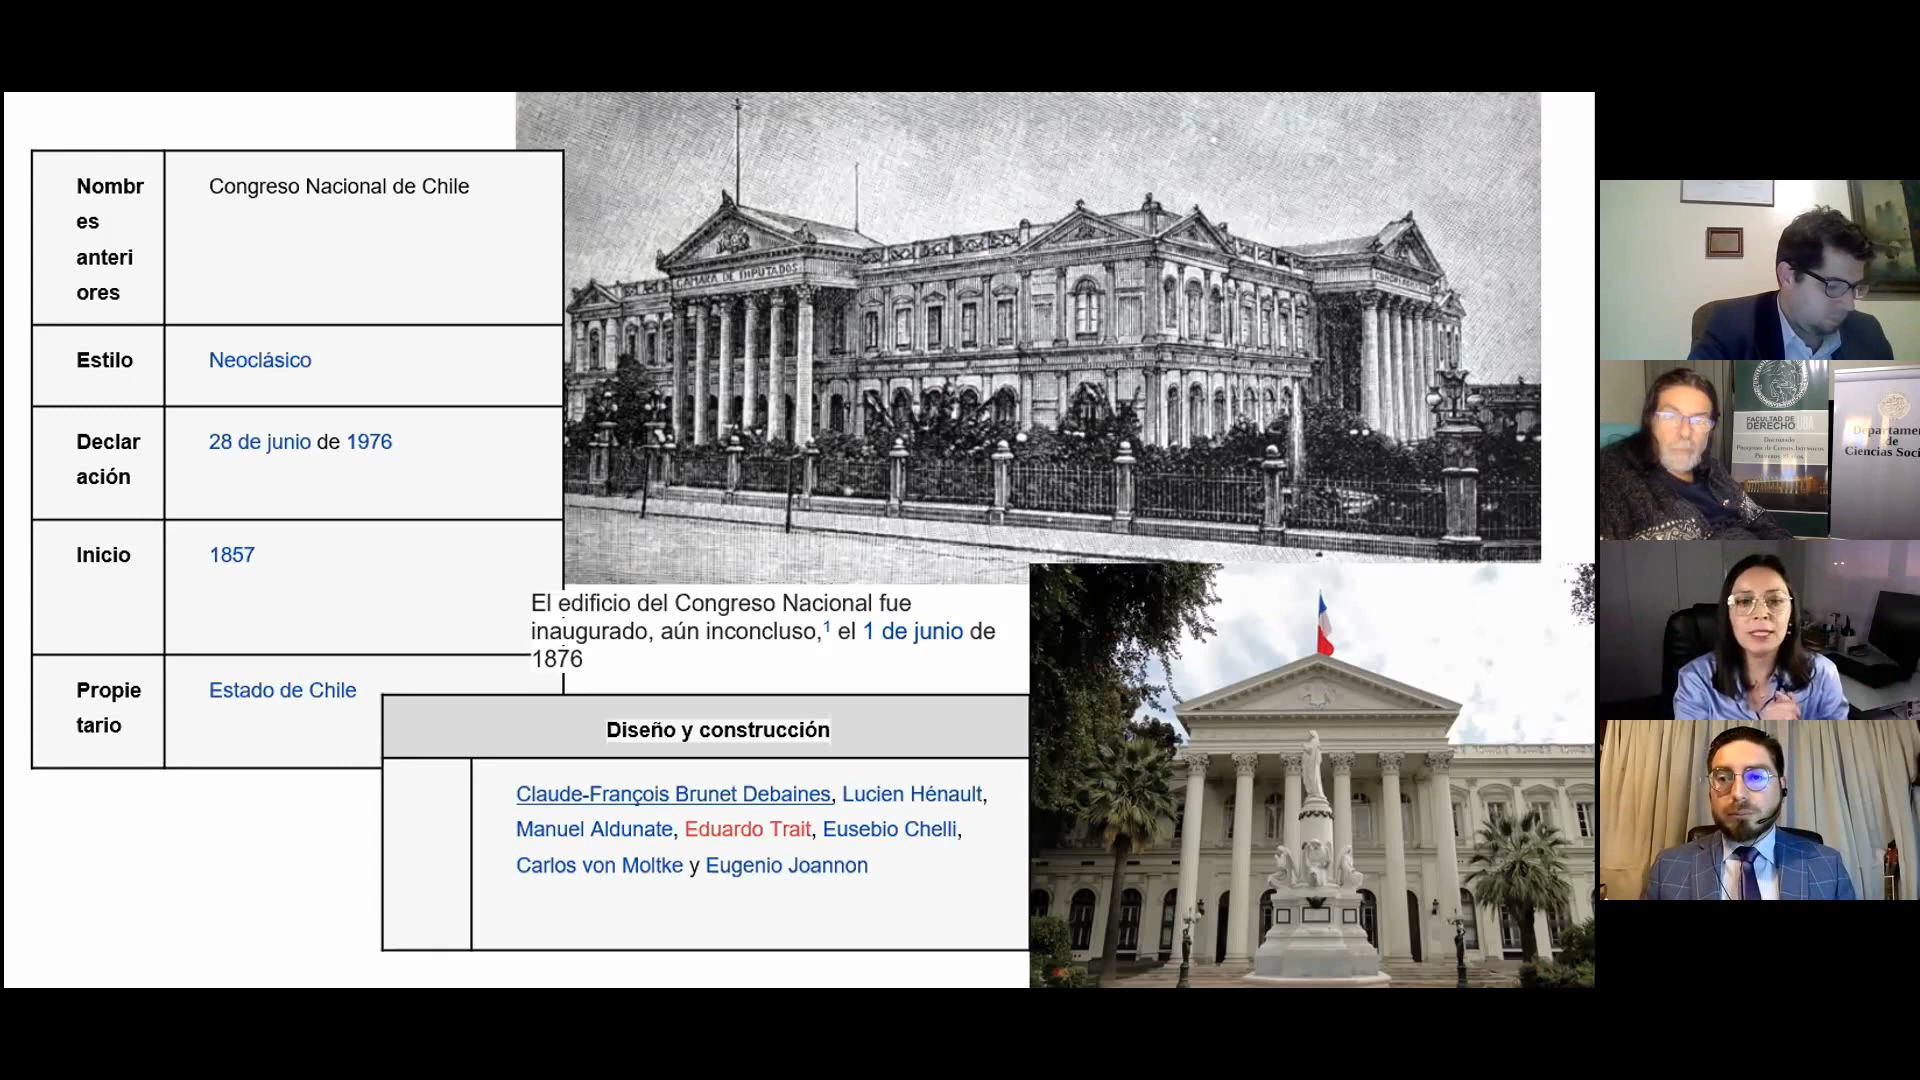 Nombr
es
anteri
ores
Congreso Nacional de Chile
Estilo
Neoclásico
Declar
ación
28 de junio de 1976
Inicio
1857
Propie
tario
Estado de Chile
CAMARA DE DIPUTADOS
El edificio del Congreso Nacional fue
inaugurado, aún inconcluso,¹ el 1 de junio de
1876
Diseño y construcción
Claude-François Brunet Debaines, Lucien Hénault,
Manuel Aldunate, Eduardo Trait, Eusebio Chelli,
Carlos von Moltke y Eugenio Joannon
FACULTAD DE
DERECHO UBA
Doctorado
de
Ciencias Soci